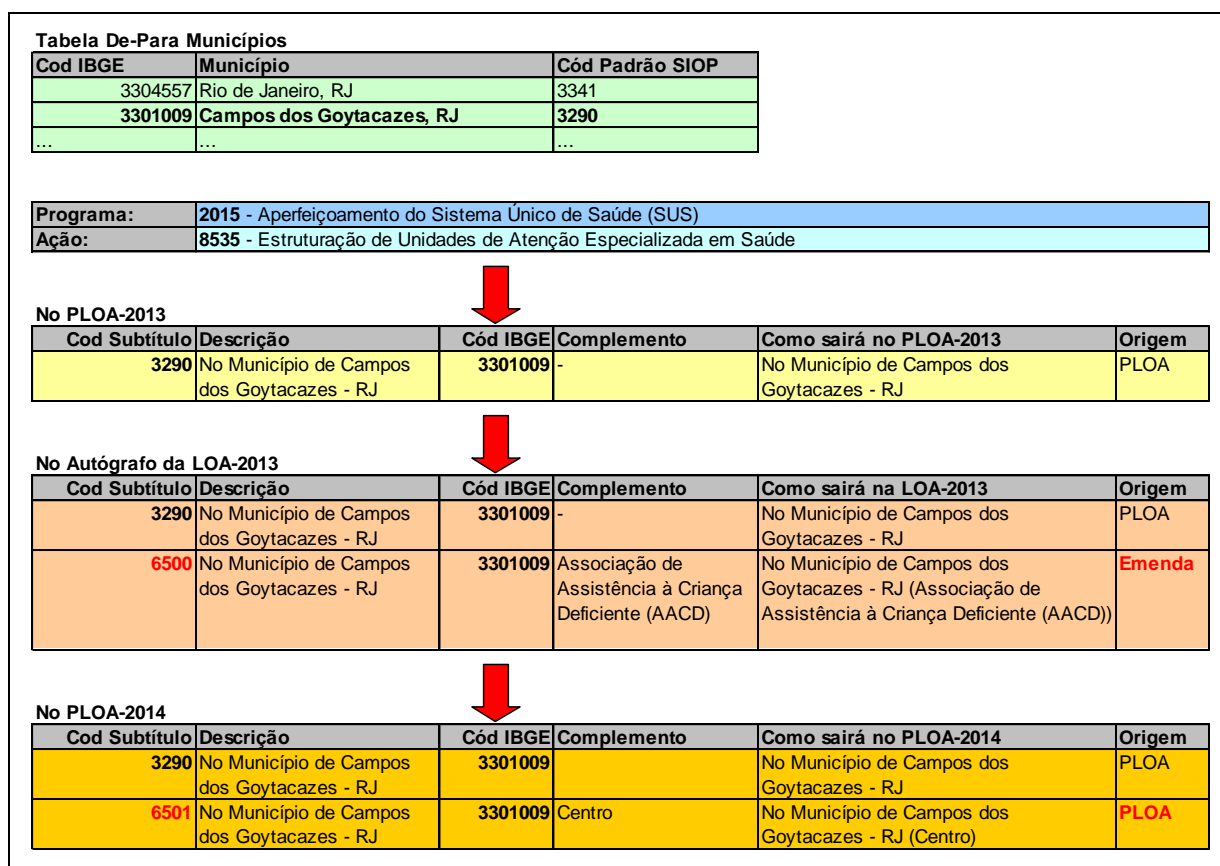 Tabela De-Para Municípios
Cod IBGE Município Cód Padrão SIOP
3304557 Rio de Janeiro, RJ 3341
3301009 Campos dos Goytacazes, RJ 3290
... ... ...
Programa: 2015 - Aperfeiçoamento do Sistema Único de Saúde (SUS)
Ação: 8535 - Estruturação de Unidades de Atenção Especializada em Saúde
No PLOA-2013
Cod Subtítulo Descrição Cód IBGE Complemento Como sairá no PLOA-2013 Origem
3290 No Município de Campos 3301009 - No Município de Campos dos PLOA
dos Goytacazes - RJ Goytacazes - RJ
No Autógrafo da LOA-2013
Cod Subtítulo Descrição Cód IBGE Complemento Como sairá na LOA-2013 Origem
3290 No Município de Campos 3301009 - No Município de Campos dos PLOA
dos Goytacazes - RJ Goytacazes - RJ
6500 No Município de Campos 3301009 Associação de No Município de Campos dos Emenda
dos Goytacazes - RJ Assistência à Criança Goytacazes - RJ (Associação de
Deficiente (AACD) Assistência à Criança Deficiente (AACD))
No PLOA-2014
Cod Subtítulo Descrição Cód IBGE Complemento Como sairá no PLOA-2014 Origem
3290 No Município de Campos 3301009 No Município de Campos dos PLOA
dos Goytacazes - RJ Goytacazes - RJ
6501 No Município de Campos 3301009 Centro No Município de Campos dos PLOA
dos Goytacazes - RJ Goytacazes - RJ (Centro)